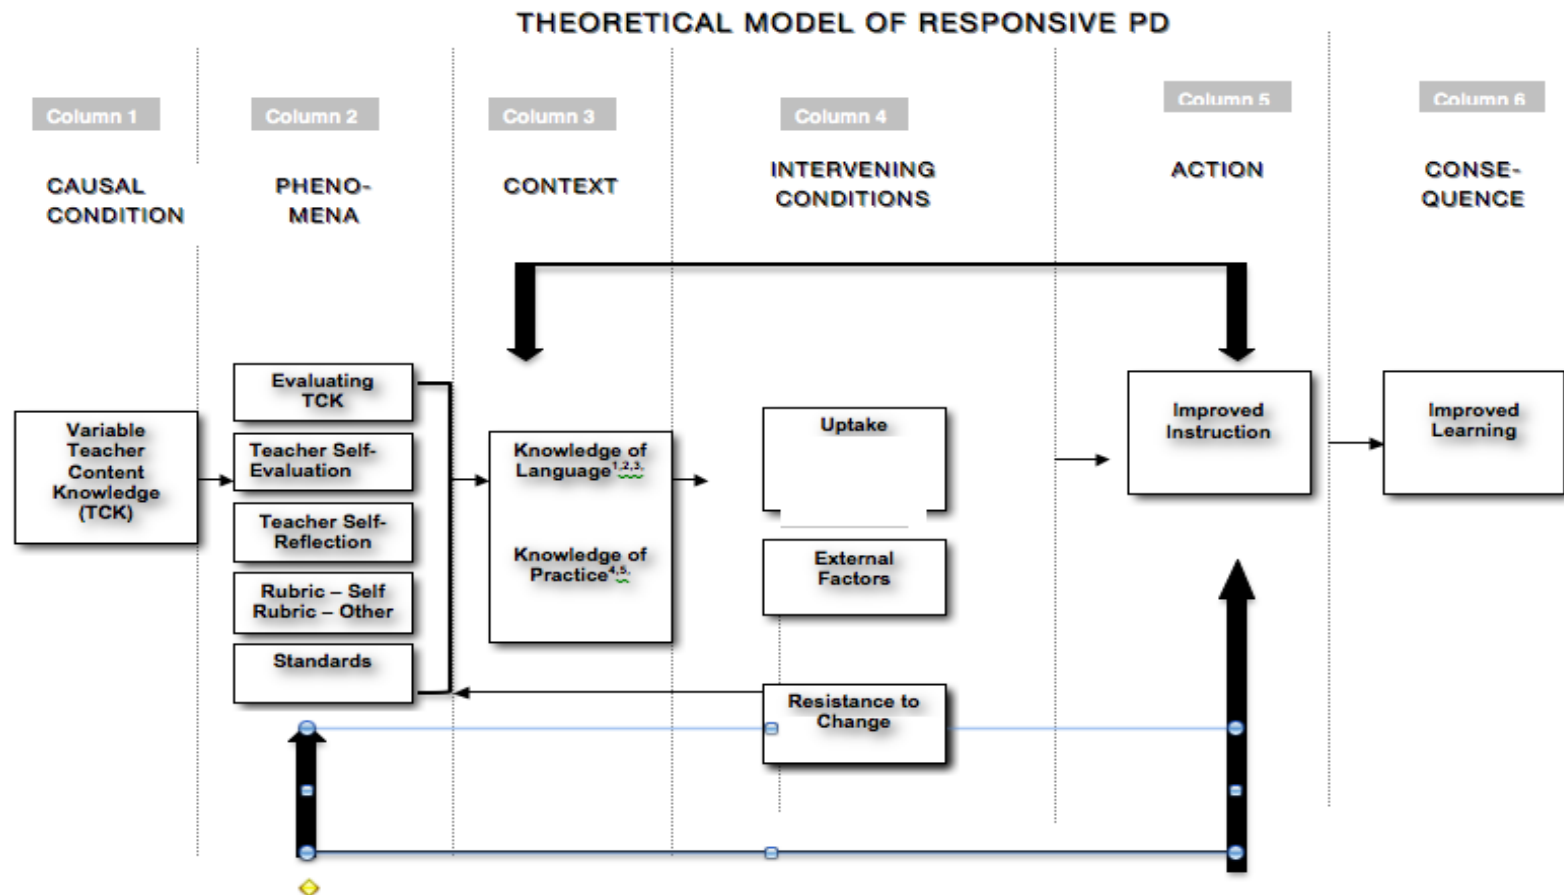 THEORETICAL MODEL OF RESPONSIVE PD
Column 1
Column 2
Column 3
Column 4
Column 5
Column 6
CAUSAL
CONDITION
PHENO-
MENA
CONTEXT
INTERVENING
CONDITIONS
ACTION
CONSE-
QUENCE
Variable
Teacher
Content
Knowledge
(TCK)
Evaluating
TCK
Teacher Self-
Evaluation
Teacher Self-
Reflection
Rubric – Self
Rubric – Other
Standards
Knowledge of
Language1,2,3,
Knowledge of
Practice4,5,
Uptake
External
Factors
Resistance to
Change
Improved
Instruction
Improved
Learning